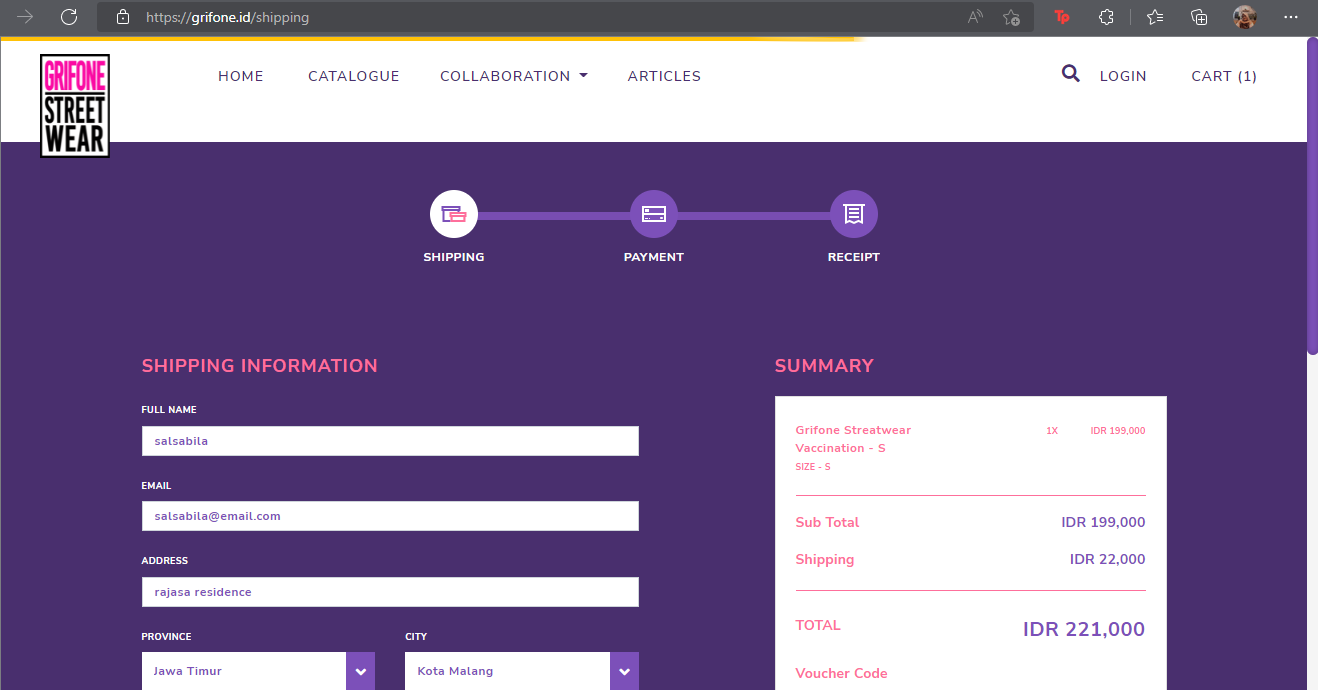 https://grifone.id/shipping
GRIFONE
STREET
WEAR
HOME
CATALOGUE
COLLABORATION
ARTICLES
LOGIN
CART (1)
SHIPPING
PAYMENT
RECEIPT
SHIPPING INFORMATION
FULL NAME
salsabila
EMAIL
salsabila@email.com
ADDRESS
rajasa residence
PROVINCE
CITY
Jawa Timur
Kota Malang
SUMMARY
Grifone Streatwear
1X
IDR 199,000
Vaccination - S
SIZE - S
Sub Total
IDR 199,000
Shipping
IDR 22,000
TOTAL
IDR 221,000
Voucher Code